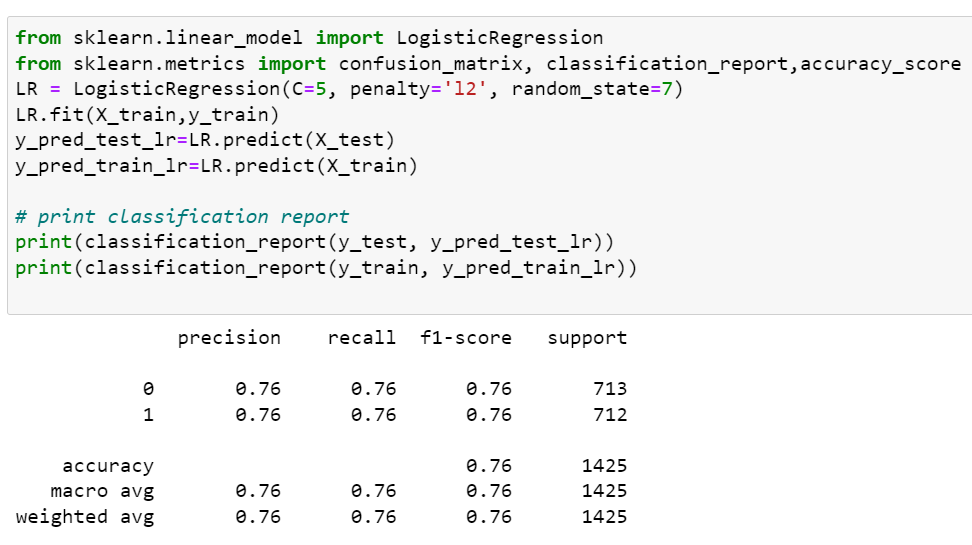 from sklearn.linear_model import LogisticRegression
from sklearn.metrics import confusion_matrix, classification_report,accuracy_score
LR = LogisticRegression(C=5, penalty='l2', random_state=7)
LR.fit(X_train,y_train)
y_pred_test_lr=LR.predict(X_test)
y_pred_train_lr=LR.predict(X_train)
# print classification report
print(classification_report(y_test, y_pred_test_lr))
print(classification_report(y_train, y_pred_train_lr))
precision recall f1-score support
0 0.76 0.76 0.76 713
1 0.76 0.76 0.76 712
accuracy 0.76 1425
macro avg 0.76 0.76 0.76 1425
weighted avg 0.76 0.76 0.76 1425